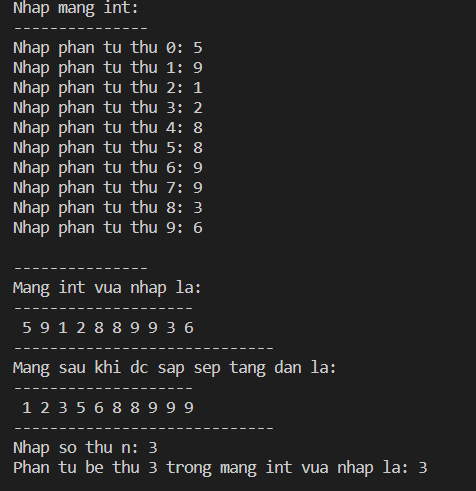 Nhap mang int:
---------------
Nhap phan tu thu 0: 5
Nhap phan tu thu 1: 9
Nhap phan tu thu 2: 1
Nhap phan tu thu 3: 2
Nhap phan tu thu 4: 8
Nhap phan tu thu 5: 8
Nhap phan tu thu 6: 9
Nhap phan tu thu 7: 9
Nhap phan tu thu 8: 3
Nhap phan tu thu 9: 6

---------------
Mang int vua nhap la:
--------------------
 5 9 1 2 8 8 9 9 3 6
-----------------------------
Mang sau khi dc sap sep tang dan la:
--------------------
 1 2 3 5 6 8 8 9 9 9
-----------------------------
Nhap so thu n: 3
Phan tu be thu 3 trong mang int vua nhap la: 3